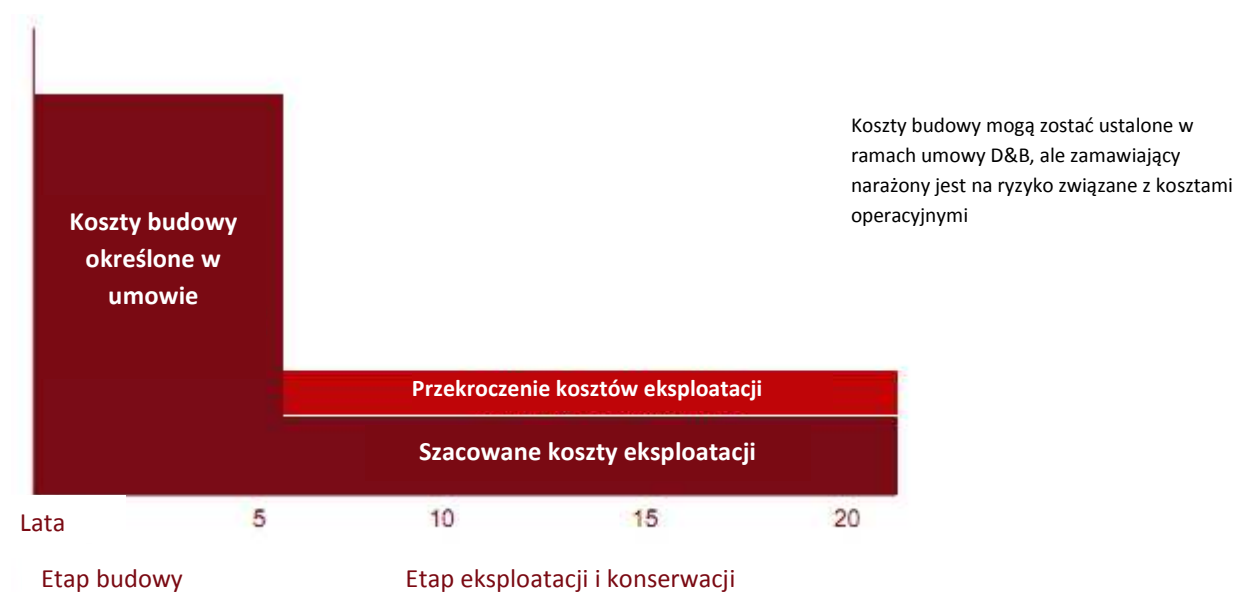 Koszty budowy mogą zostać ustalone w
ramach umowy D&B, ale zamawiający
narażony jest na ryzyko związane z kosztami
operacyjnymi
Koszty budowy
określone w
umowie
Przekroczenie kosztów eksploatacji
Szacowane koszty eksploatacji
Lata 5 10 15 20
Etap budowy Etap eksploatacji i konserwacji